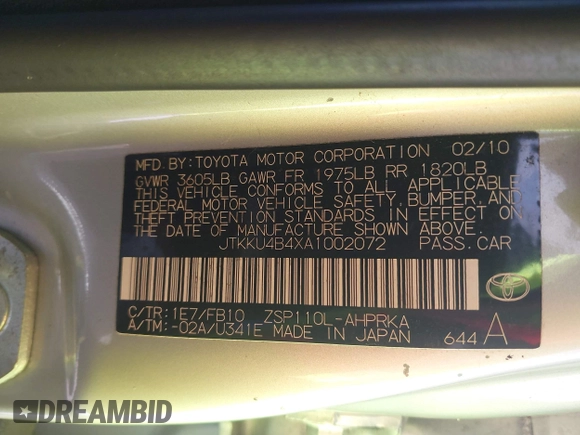 MFD. BY: TOYOTA MOTOR CORPORATION 02/10
GVWR 3605LB GAWR FR 1975LB RR 1820LB
THIS VEHICLE CONFORMS TO ALL APPLICABLE
FEDERAL MOTOR VEHICLE SAFETY, BUMPER, AND
THEFT PREVENTION STANDARDS IN EFFECT ON
THE DATE OF MANUFACTURE SHOWN ABOVE.
JTKKU4B4XA1002072 PASS.CAR
C/TR: 1E7/FB10 ZSP110L-AHPRKA
A/TM: -02A/U341E MADE IN JAPAN 644 A
DREAMBID